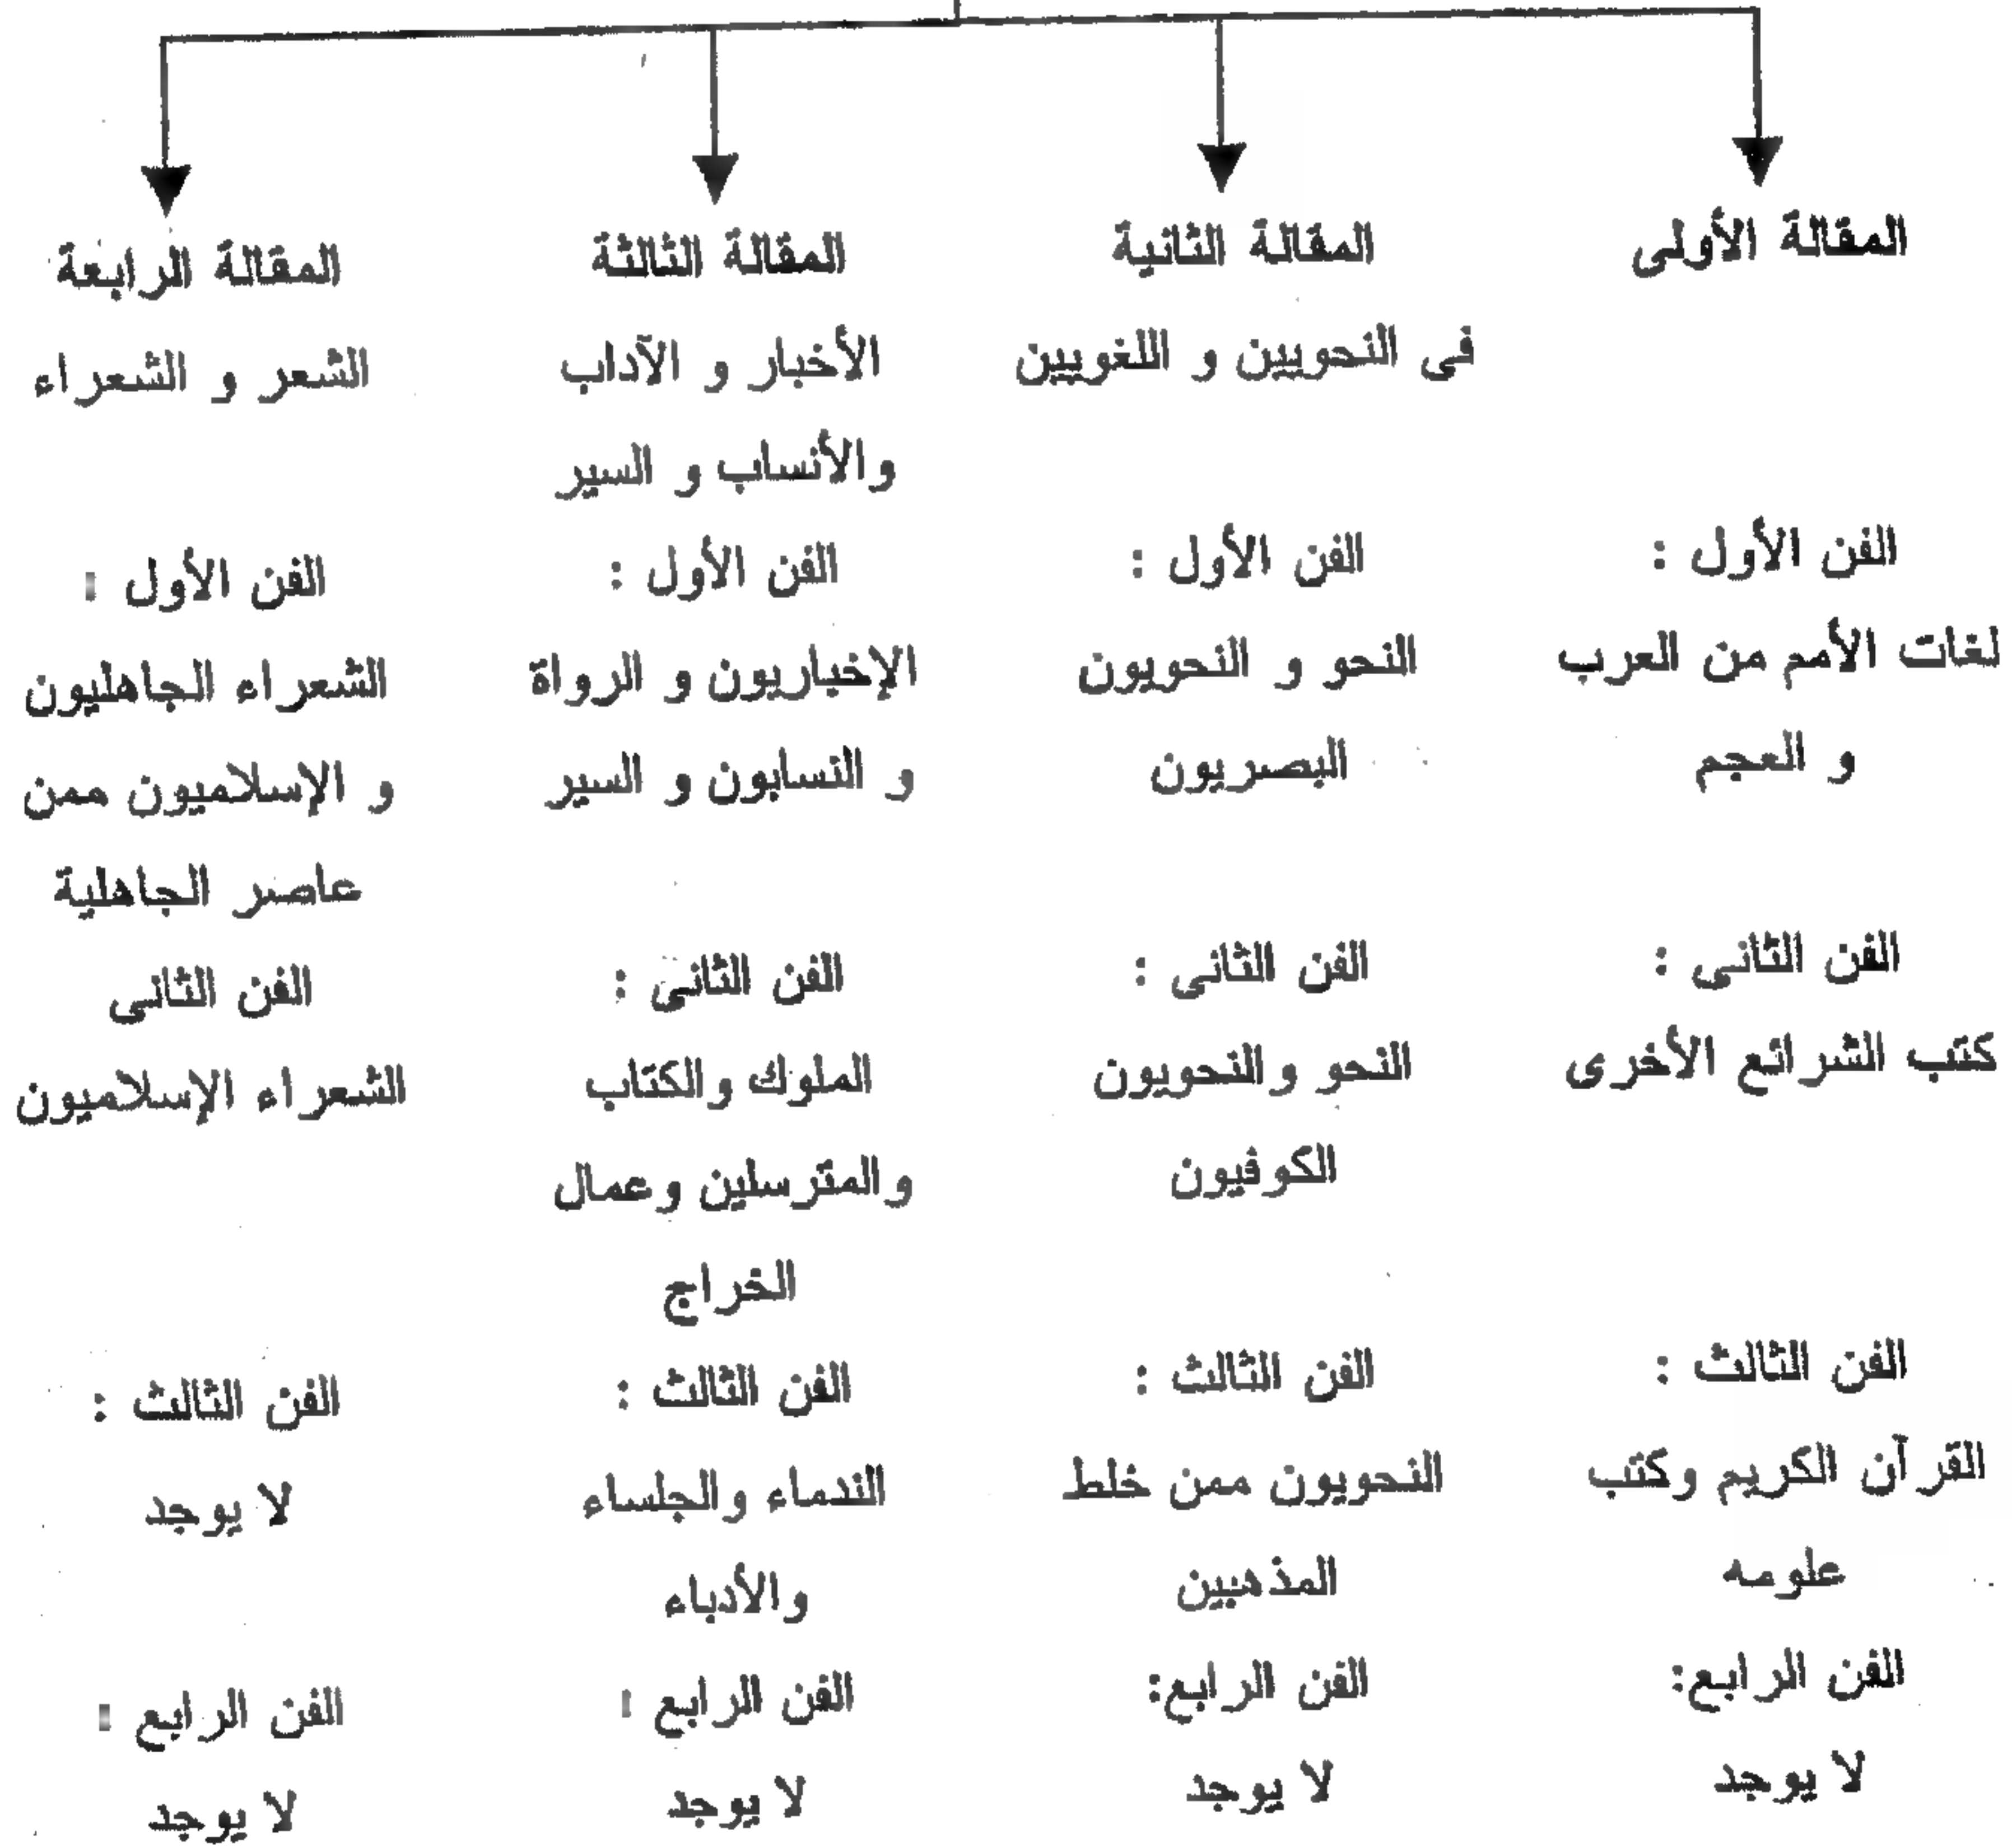 المقالة الأولى
الفن الأول :
لغات الأمم من العرب
و العجم
الفن الثانى :
كتب الشرائع الأخرى
الفن الثالث :
القرآن الكريم وكتب
علومه
الفن الرابع:
لا يوجد
المقالة الثانية
فى النحويين و اللغويين
الفن الأول :
النحو و النحويون
البصريون
الفن الثانى :
النحو والنحويون
الكوفيون
الفن الثالث :
النحويون ممن خلط
المذهبين
الفن الرابع:
لا يوجد
المقالة الثالثة
الأخبار و الآداب
والأنساب و السير
الفن الأول :
الإخباريون و الرواة
و النسابون و السير
الفن الثانى :
الملوك والكتاب
والمترسلين وعمال
الخراج
الفن الثالث :
الندماء والجلساء
والأدباء
الفن الرابع :
لا يوجد
المقالة الرابعة
الشعر و الشعراء
الفن الأول :
الشعراء الجاهليون
و الإسلاميون ممن
عاصر الجاهلية
الفن الثانى
الشعراء الإسلاميون
الفن الثالث :
لا يوجد
الفن الرابع :
لا يوجد